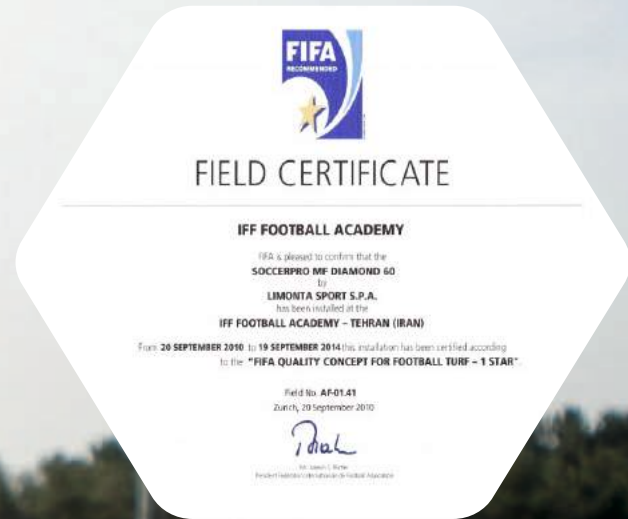 FIFA
RECOMMENDED
FIELD CERTIFICATE
IFF FOOTBALL ACADEMY
FIFA is pleased to confirm that the
SOCCERPRO MF DIAMOND 60
by
LIMONTA SPORT S.P.A.
has been installed at the
IFF FOOTBALL ACADEMY – TEHRAN (IRAN)
From 20 SEPTEMBER 2010 to 19 SEPTEMBER 2014 this installation has been certified according
to the "FIFA QUALITY CONCEPT FOR FOOTBALL TURF – 1 STAR".
Field No. AF-01.41
Zurich, 20 September 2010